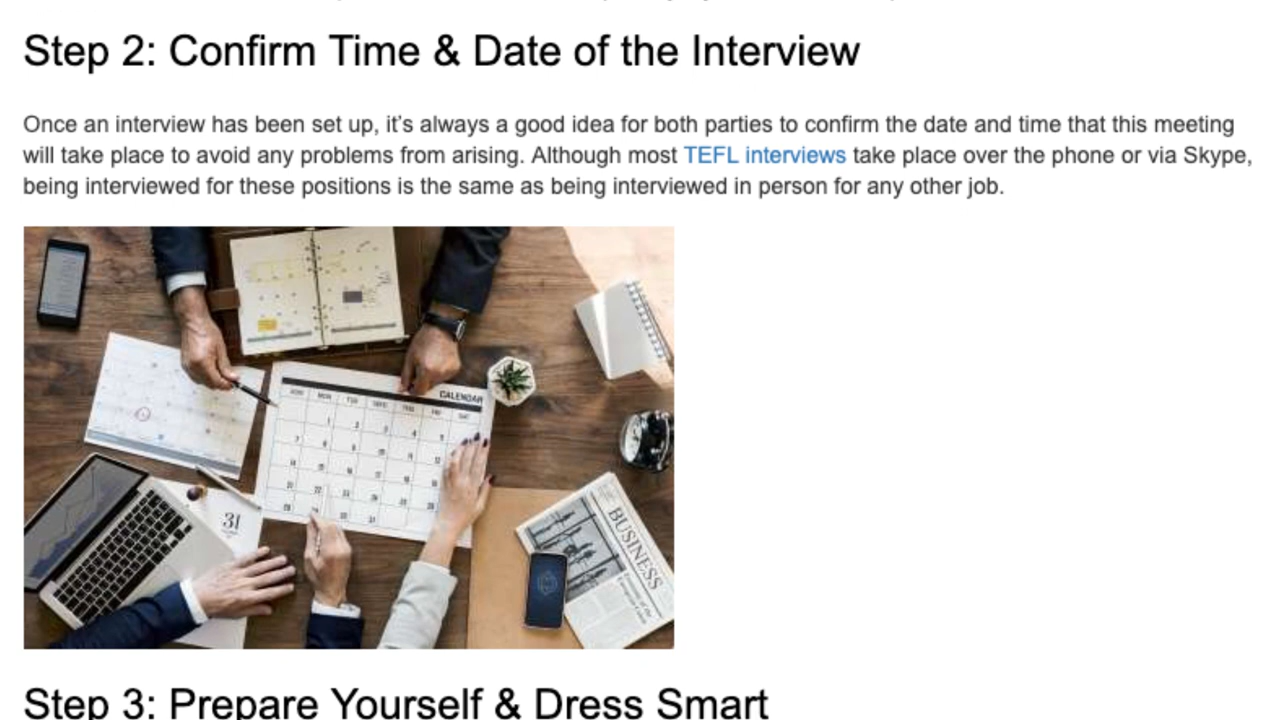 Step 2: Confirm Time & Date of the Interview
Once an interview has been set up, it's always a good idea for both parties to confirm the date and time that this meeting
will take place to avoid any problems from arising. Although most TEFL interviews take place over the phone or via Skype,
being interviewed for these positions is the same as being interviewed in person for any other job.
CALENDAR
31
BUSINESS
Step 3: Prepare Yourself & Dress Smart